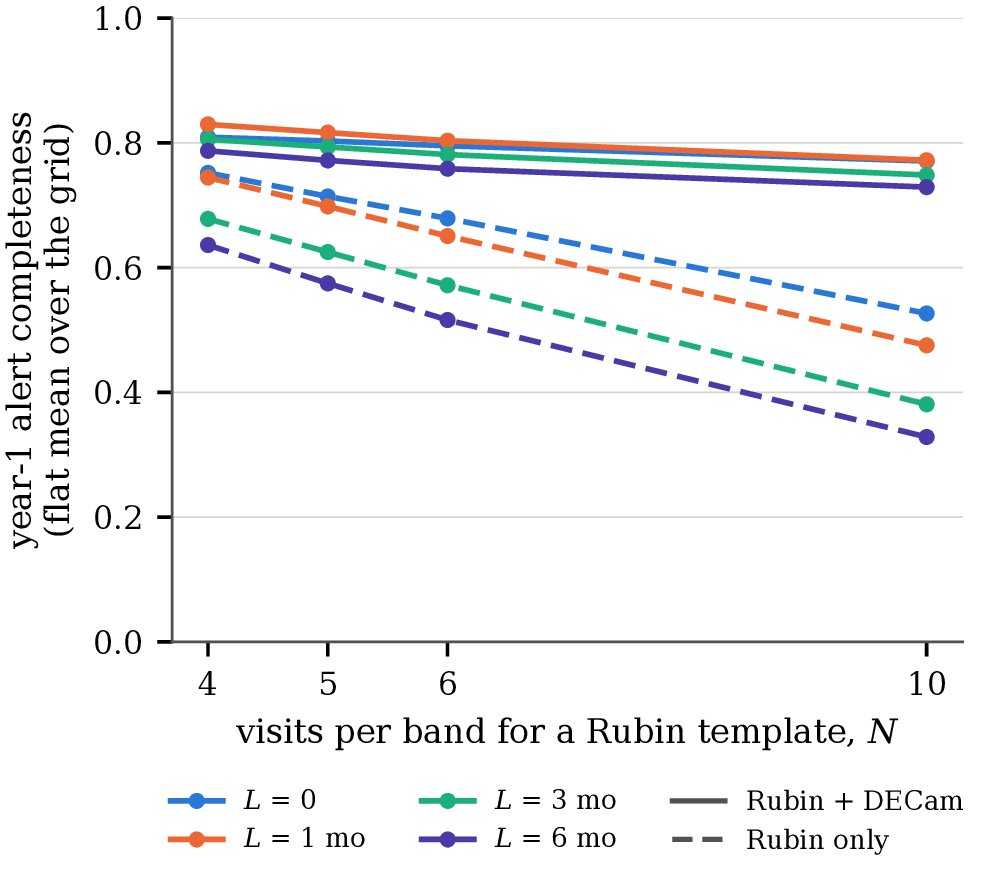 1.0
0.8
0.6
0.4
0.2
0.0
year-1 alert completeness
(flat mean over the grid)
4 5 6 10
visits per band for a Rubin template, N
L = 0 L = 3 mo Rubin + DECam
L = 1 mo L = 6 mo Rubin only